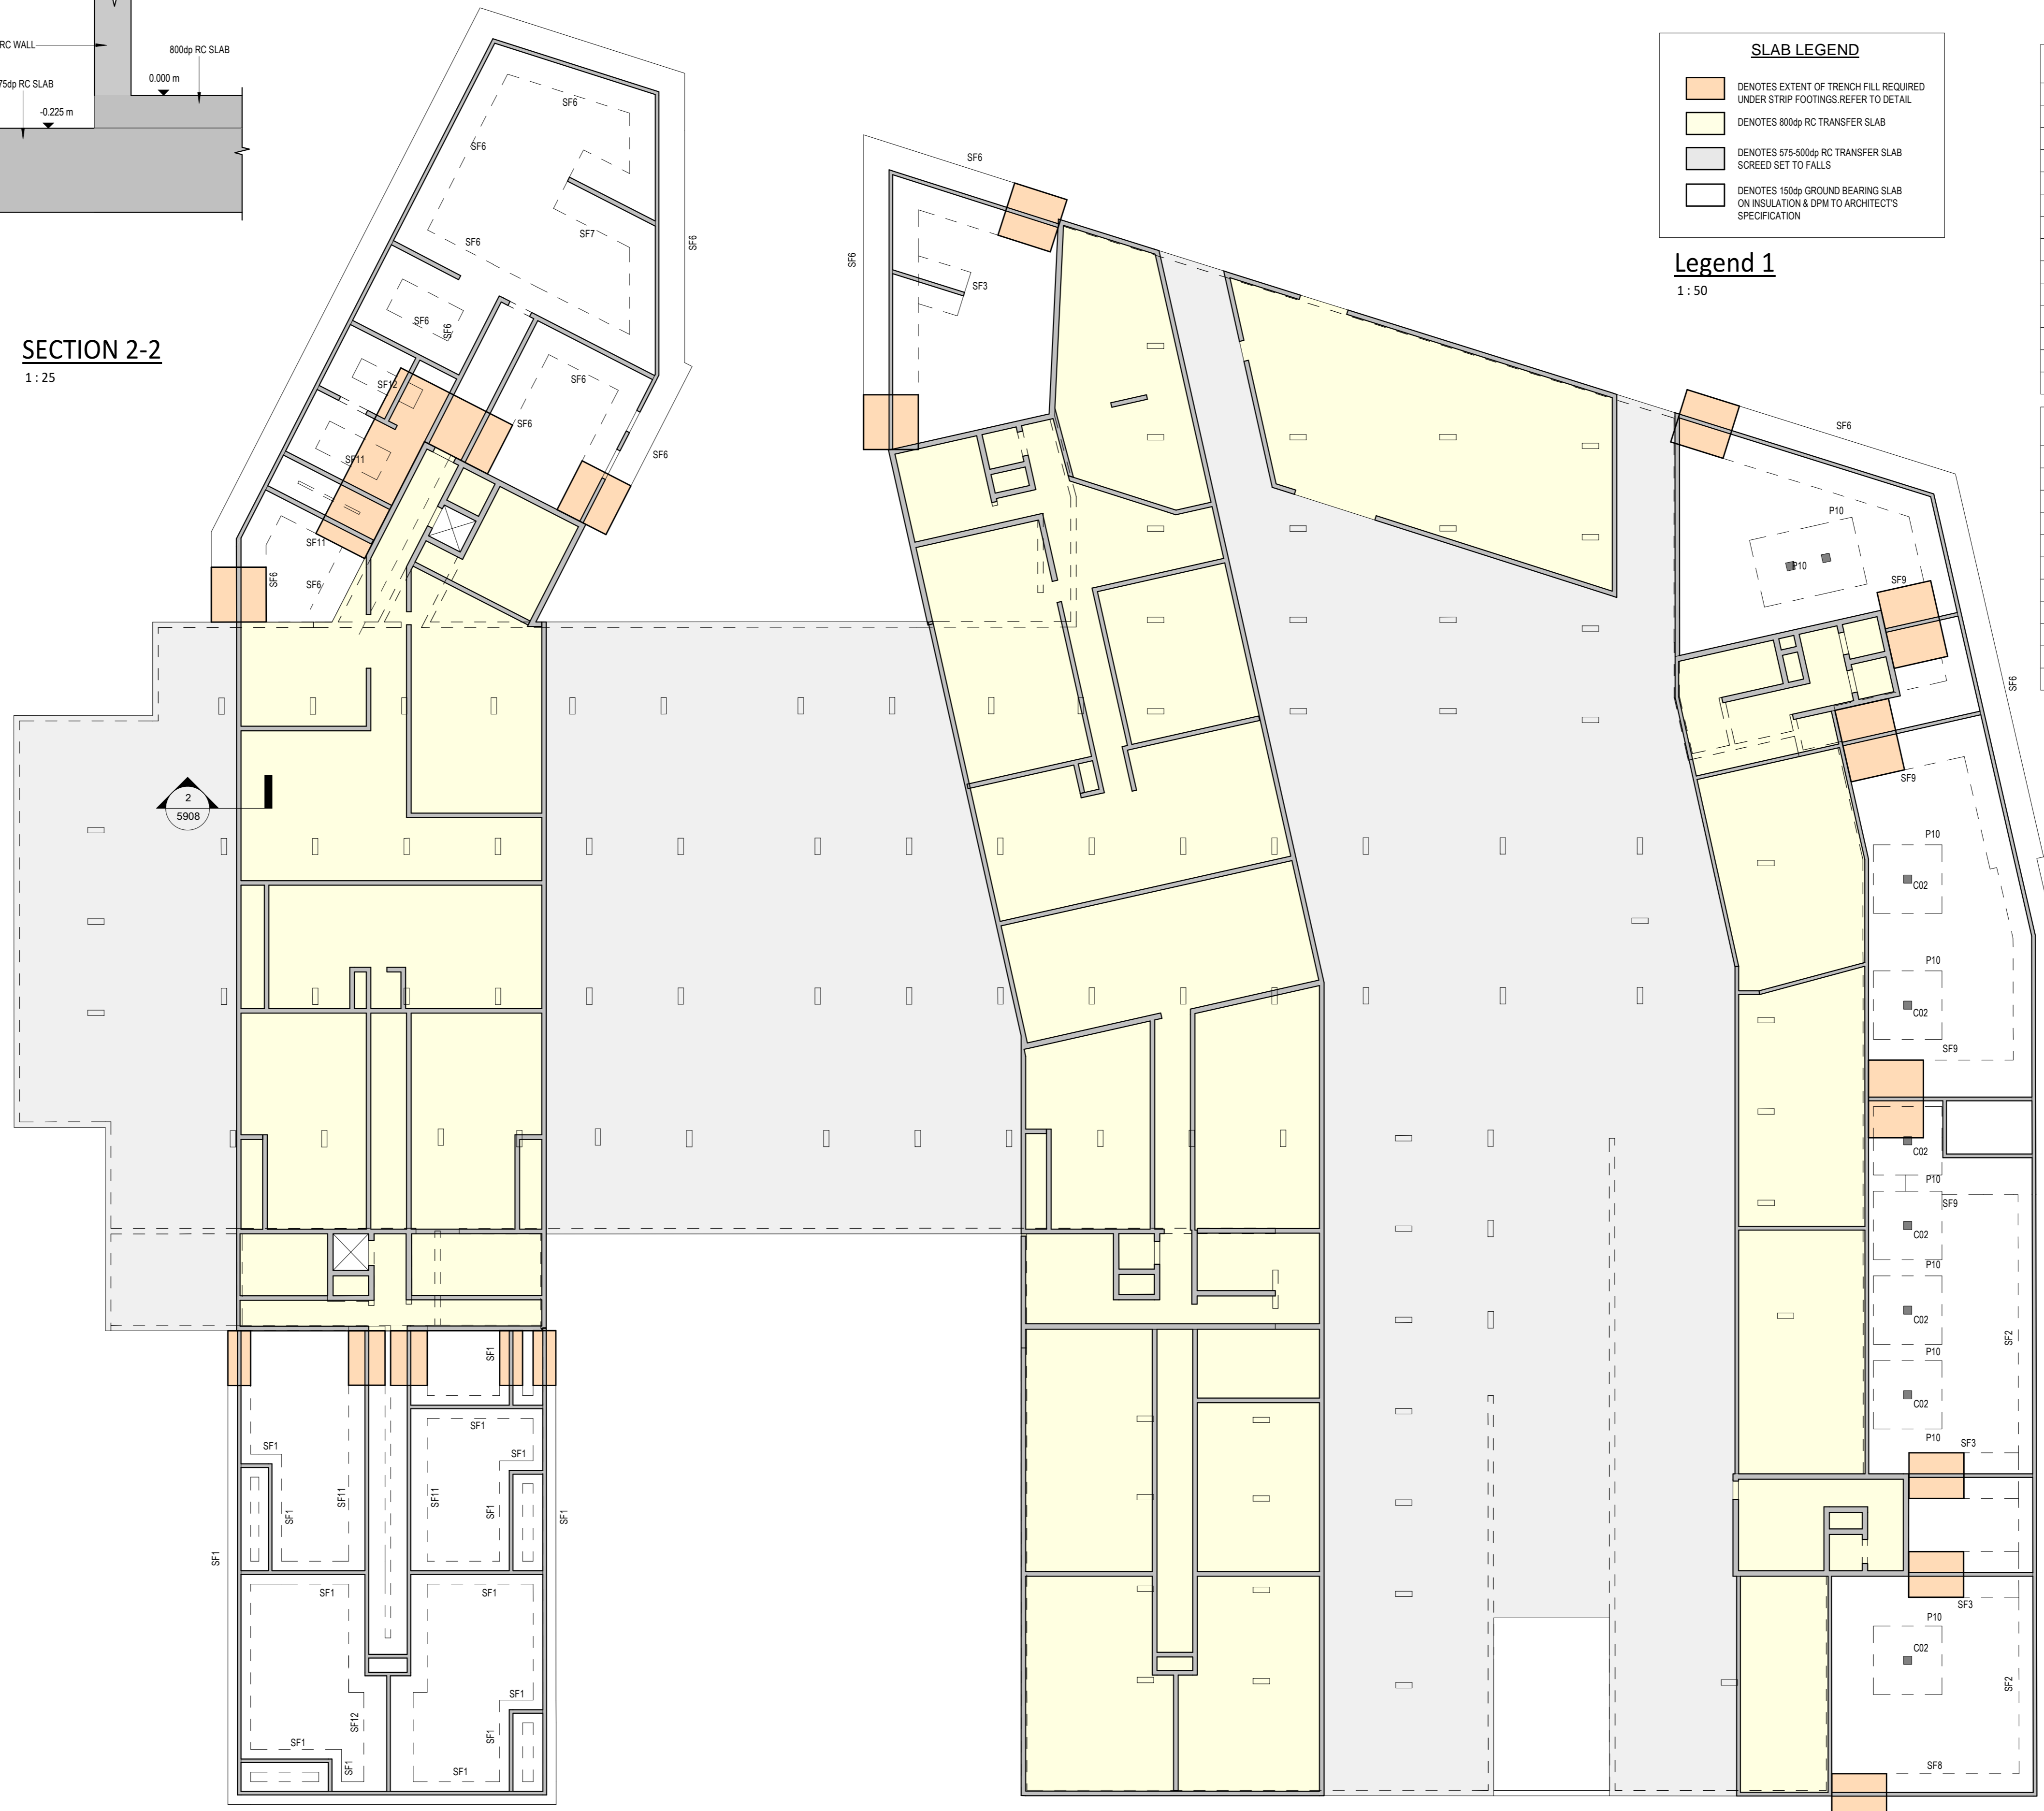 RC WALL
800dp RC SLAB
0.000 m
75dp RC SLAB
-0.225 m
SECTION 2-2
1 : 25
SLAB LEGEND
DENOTES EXTENT OF TRENCH FILL REQUIRED
UNDER STRIP FOOTINGS.REFER TO DETAIL
DENOTES 800dp RC TRANSFER SLAB
DENOTES 575-500dp RC TRANSFER SLAB
SCREED SET TO FALLS
DENOTES 150dp GROUND BEARING SLAB
ON INSULATION & DPM TO ARCHITECT'S
SPECIFICATION
Legend 1
1 : 50
SF6
SF6
SF7
SF6
SF6
SF6
SF6
SF12
SF6
SF6
SF6
SF11
SF11
SF6
SF6
2
5908
SF6
SF6
SF3
SF6
P10
P10
SF9
SF6
SF9
P10
C02
P10
C02
SF9
C02
P10
SF9
C02
P10
C02
SF2
P10
C02
P10
SF3
SF3
P10
C02
SF2
SF8
SF1
SF1
SF1
SF1
SF1
SF11
SF11
SF1
SF1
SF1
SF1
SF1
SF1
SF12
SF1
SF1
SF1
SF1